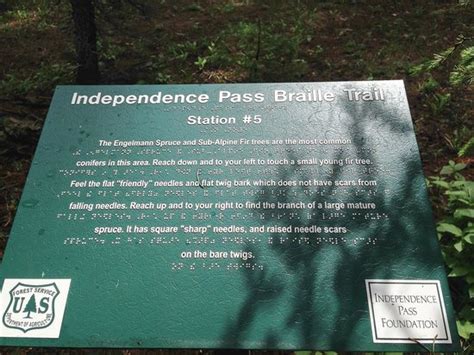 Independence Pass Braille Trail
Station #5
The Engelmann Spruce and Sub-Alpine Fir trees are the most common
conifers in this area. Reach down and to your left to touch a small young fir tree.
Feel the flat "friendly" needles and flat twig bark which does not have scars from
falling needles. Reach up and to your right to find the branch of a large mature
spruce. It has square "sharp" needles, and raised needle scars
on the bare twigs.
FOREST SERVICE
U S
DEPARTMENT OF AGRICULTURE
INDEPENDENCE
PASS
FOUNDATION